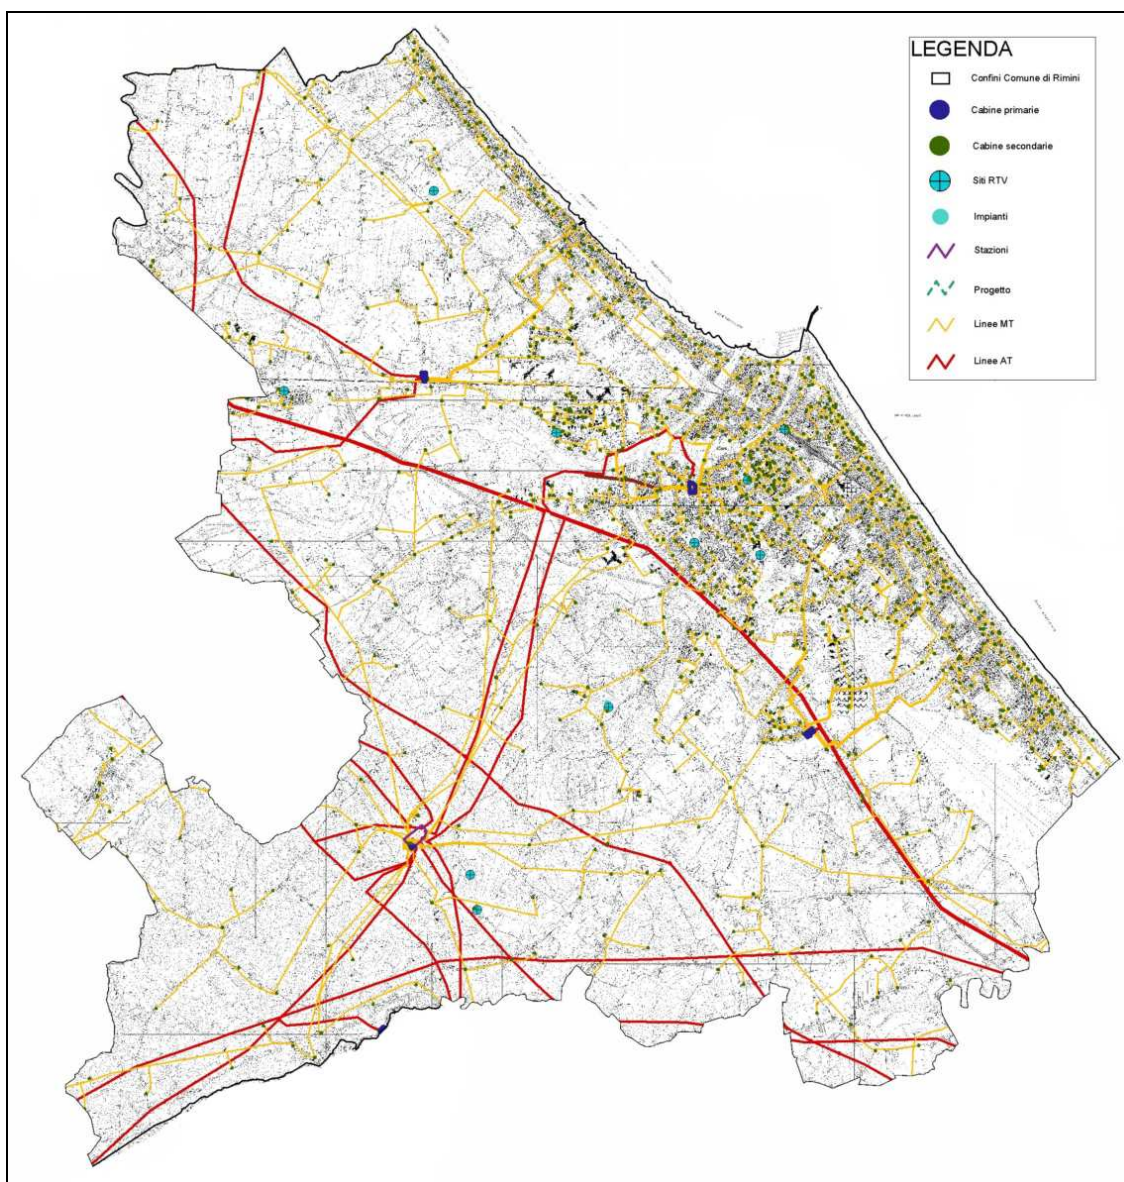 LEGENDA
Confini Comune di Rimini
Cabine primarie
Cabine secondarie
Siti RTV
Impianti
Stazioni
Progetto
Linee MT
Linee AT